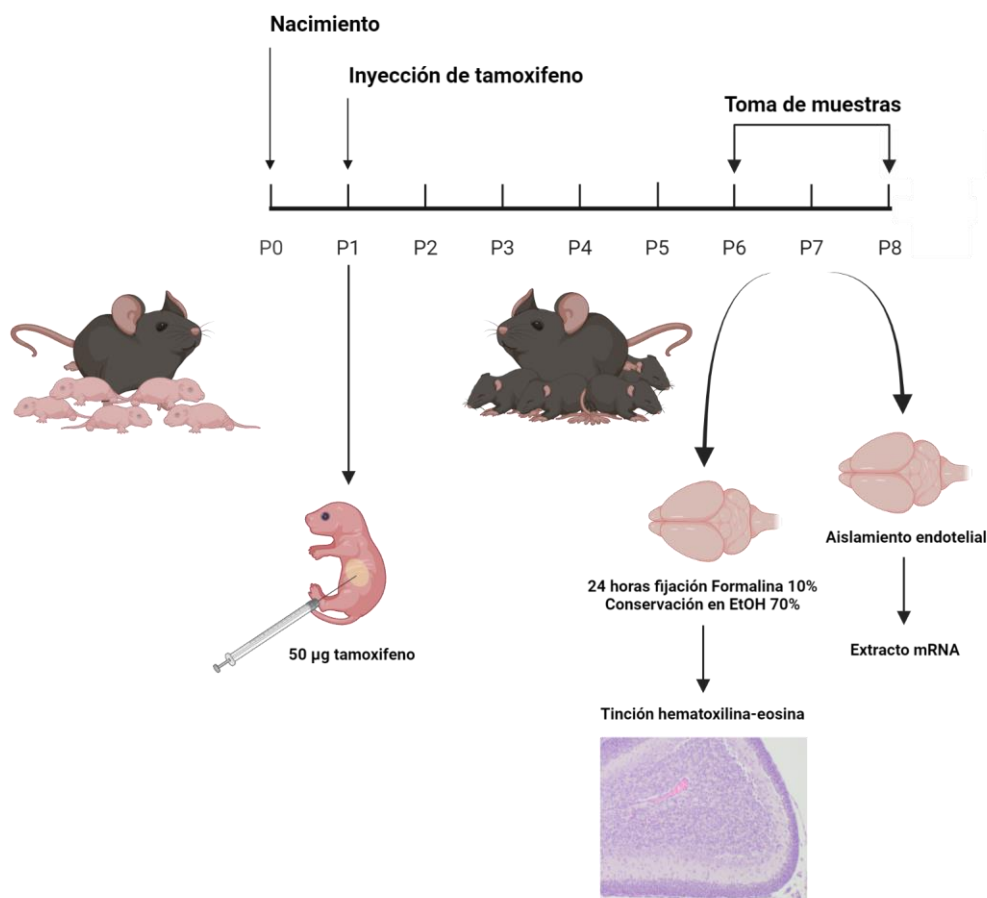 Nacimiento
Inyección de tamoxifeno
Toma de muestras
P0 P1 P2 P3 P4 P5 P6 P7 P8
50 µg tamoxifeno
24 horas fijación Formalina 10%
Conservación en EtOH 70%
Tinción hematoxilina-eosina
Aislamiento endotelial
Extracto mRNA